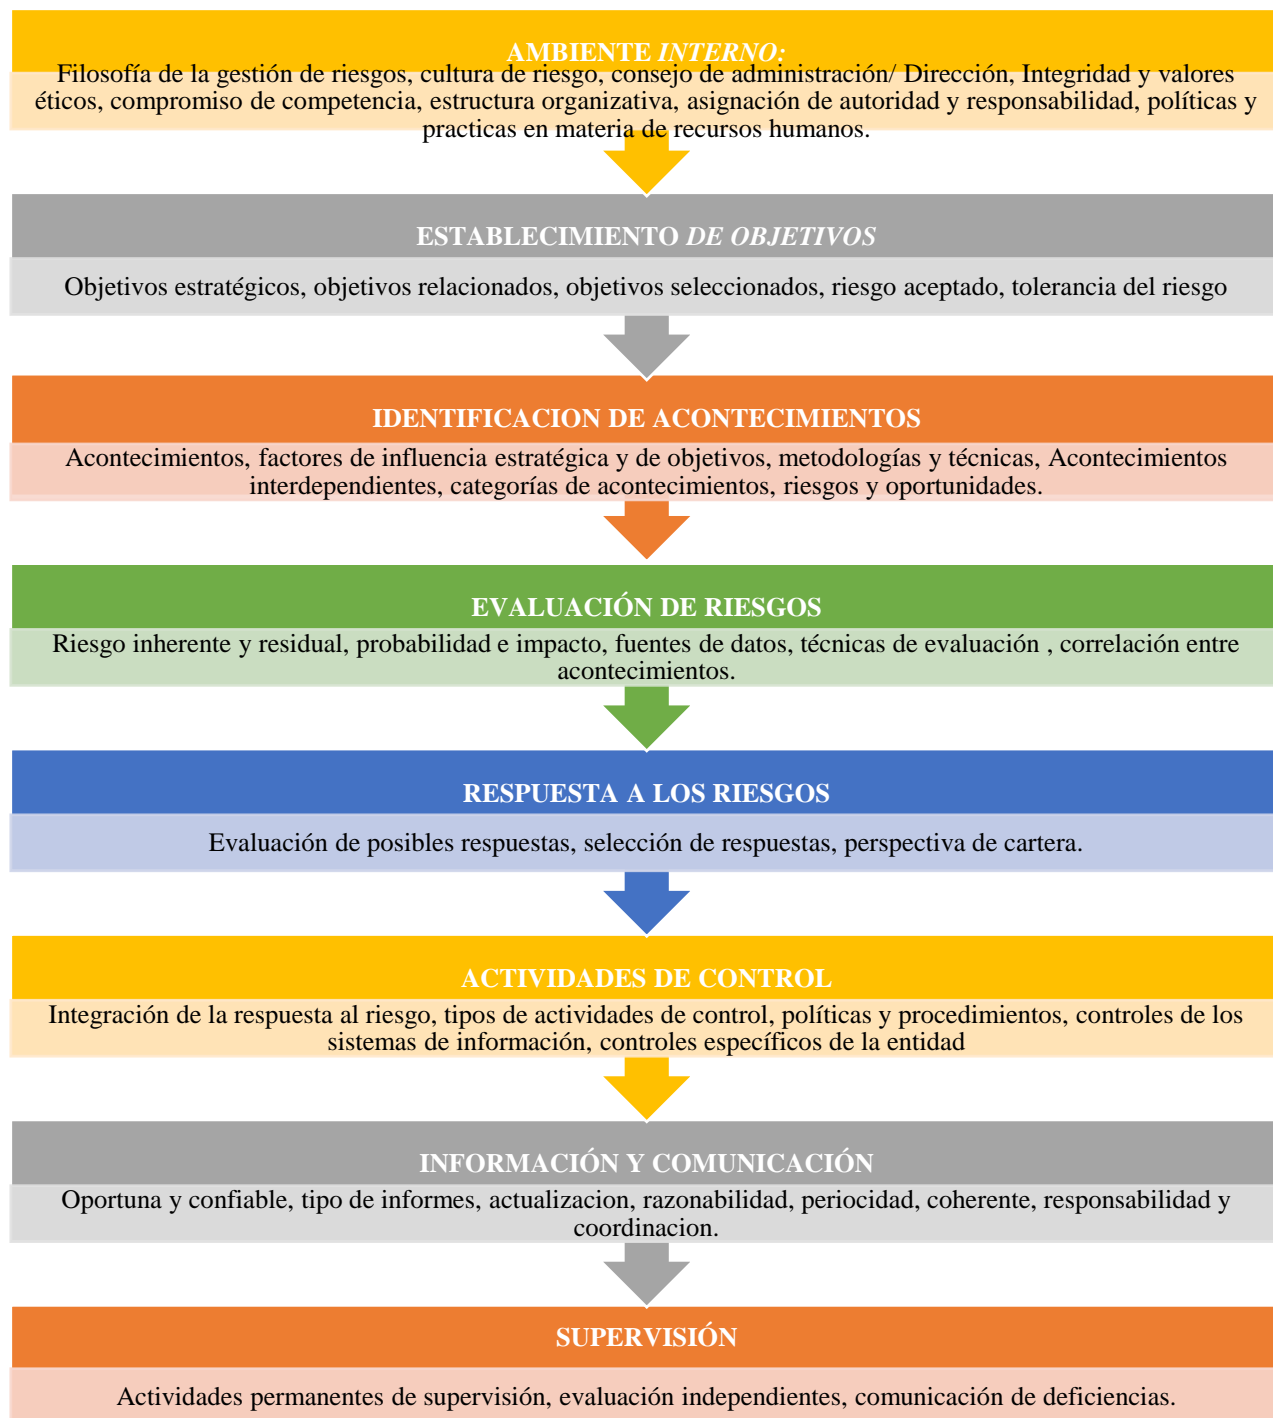 AMBIENTE INTERNO:
Filosofía de la gestión de riesgos, cultura de riesgo, consejo de administración/ Dirección, Integridad y valores
éticos, compromiso de competencia, estructura organizativa, asignación de autoridad y responsabilidad, políticas y
practicas en materia de recursos humanos.
ESTABLECIMIENTO DE OBJETIVOS
Objetivos estratégicos, objetivos relacionados, objetivos seleccionados, riesgo aceptado, tolerancia del riesgo
IDENTIFICACION DE ACONTECIMIENTOS
Acontecimientos, factores de influencia estratégica y de objetivos, metodologías y técnicas, Acontecimientos
interdependientes, categorías de acontecimientos, riesgos y oportunidades.
EVALUACIÓN DE RIESGOS
Riesgo inherente y residual, probabilidad e impacto, fuentes de datos, técnicas de evaluación , correlación entre
acontecimientos.
RESPUESTA A LOS RIESGOS
Evaluación de posibles respuestas, selección de respuestas, perspectiva de cartera.
ACTIVIDADES DE CONTROL
Integración de la respuesta al riesgo, tipos de actividades de control, políticas y procedimientos, controles de los
sistemas de información, controles específicos de la entidad
INFORMACIÓN Y COMUNICACIÓN
Oportuna y confiable, tipo de informes, actualizacion, razonabilidad, periocidad, coherente, responsabilidad y
coordinacion.
SUPERVISIÓN
Actividades permanentes de supervisión, evaluación independientes, comunicación de deficiencias.